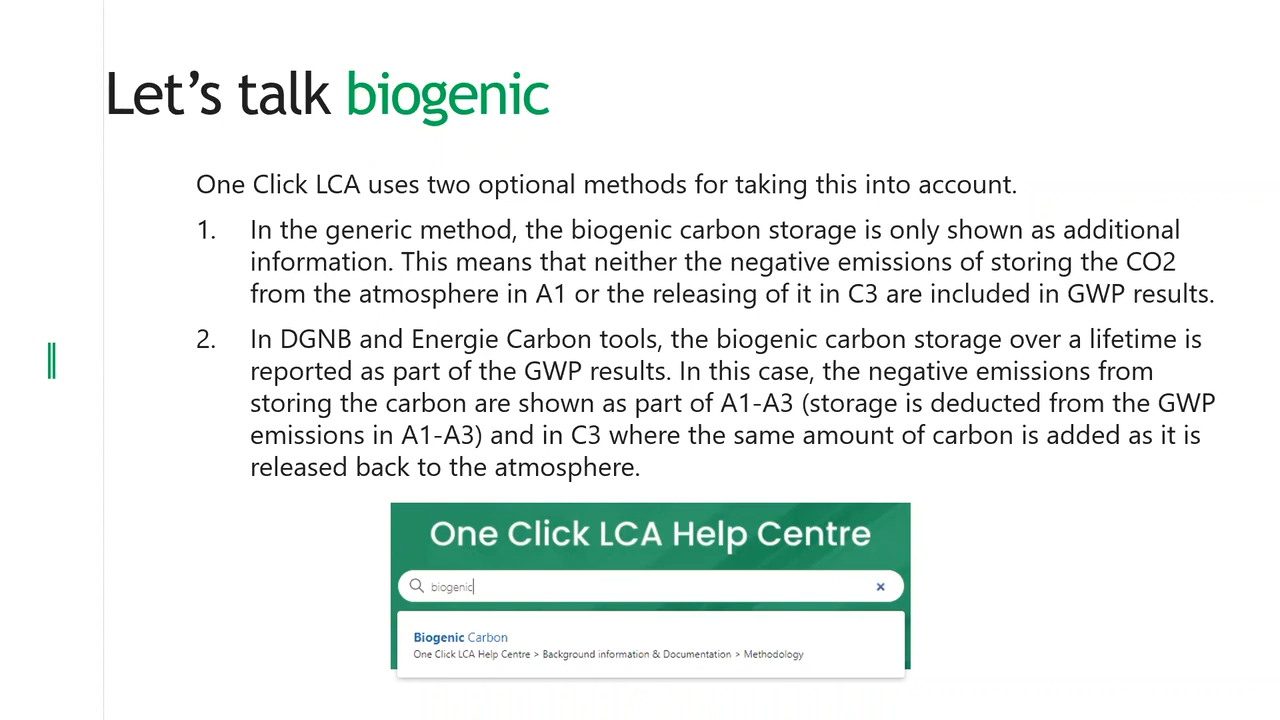 Let’s talk biogenic
One Click LCA uses two optional methods for taking this into account.
1. In the generic method, the biogenic carbon storage is only shown as additional
information. This means that neither the negative emissions of storing the CO2
from the atmosphere in A1 or the releasing of it in C3 are included in GWP results.
2. In DGNB and Energie Carbon tools, the biogenic carbon storage over a lifetime is
reported as part of the GWP results. In this case, the negative emissions from
storing the carbon are shown as part of A1-A3 (storage is deducted from the GWP
emissions in A1-A3) and in C3 where the same amount of carbon is added as it is
released back to the atmosphere.
One Click LCA Help Centre
biogenic
Biogenic Carbon
One Click LCA Help Centre > Background information & Documentation > Methodology